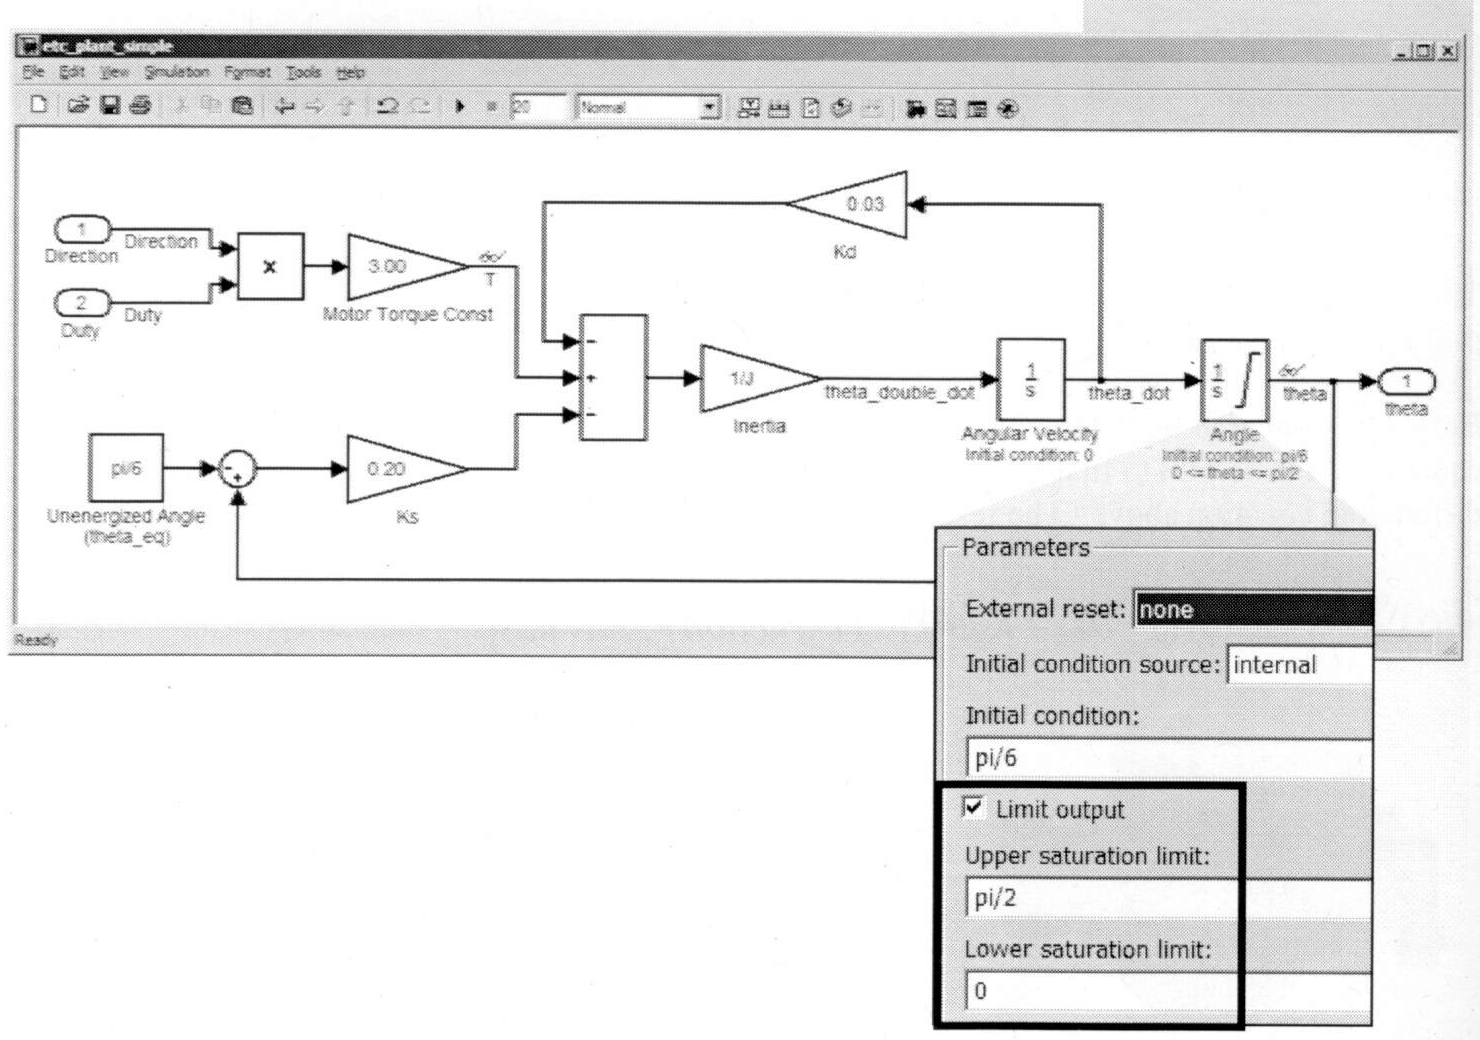 etc_plant_simple
File Edit View Simulation Format Tools Help
20 Normal
1
Direction
Direction
2
Duty
Duty
x
3.00
Motor Torque Const
T
0.03
Kd
-
+
-
1/J
Inertia
theta_double_dot
1
s
Angular Velocity
Initial condition: 0
theta_dot
1
s
Angle
Initial condition: pi/6
0 <= theta <= pi/2
theta
1
theta
pi/6
Unenergized Angle
(theta_eq)
-
+
0.20
Ks
Ready
Parameters
External reset: none
Initial condition source: internal
Initial condition:
pi/6
Limit output
Upper saturation limit:
pi/2
Lower saturation limit:
0